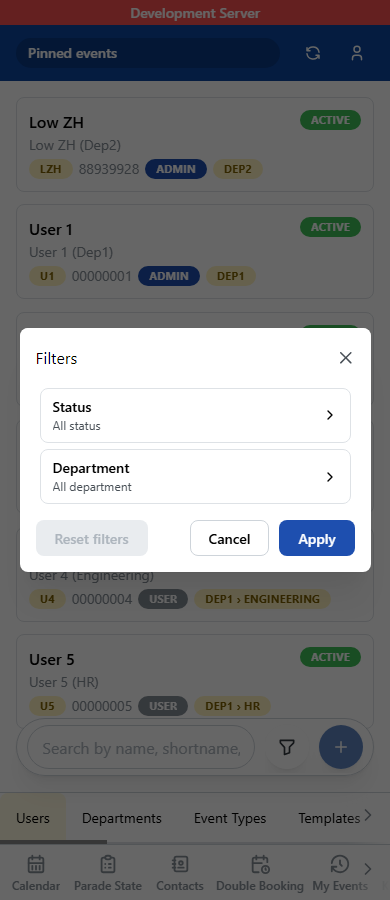 Development Server
Pinned events
Low ZH
ACTIVE
Low ZH (Dep2)
LZH 88939928 ADMIN DEP2
User 1
ACTIVE
User 1 (Dep1)
U1 00000001 ADMIN DEP1
Filters
Status
All status
Department
All department
Reset filters Cancel Apply
User 4 (Engineering)
U4 00000004 USER DEP1 › ENGINEERING
User 5
ACTIVE
User 5 (HR)
U5 00000005 USER DEP1 › HR
Search by name, shortname,
Users Departments Event Types Templates
Calendar Parade State Contacts Double Booking My Events